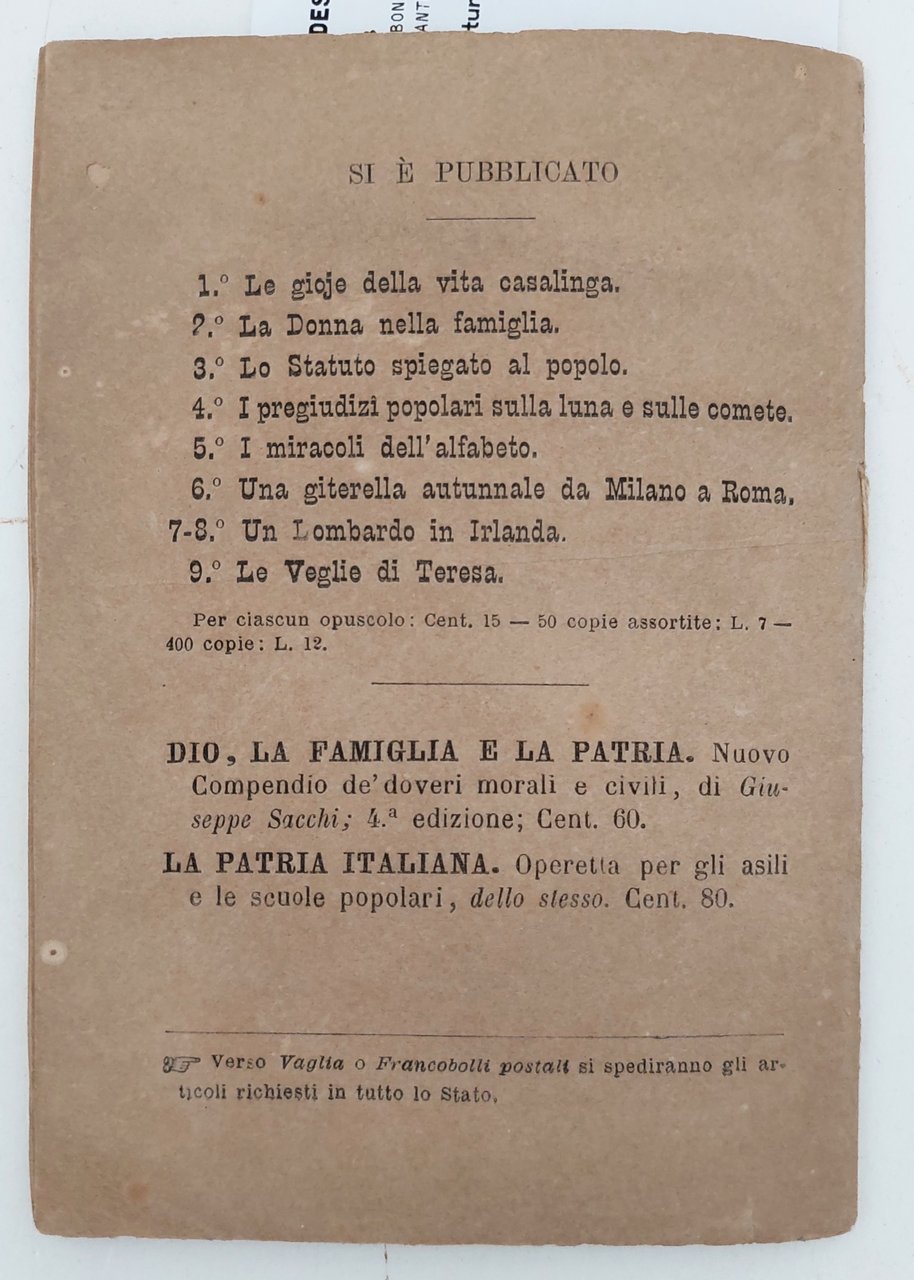 DES
BON
ANT
tur
SI È PUBBLICATO
1.º Le gioje della vita casalinga.
2.º La Donna nella famiglia.
3.º Lo Statuto spiegato al popolo.
4.º I pregiudizî popolari sulla luna e sulle comete.
5.º I miracoli dell'alfabeto.
6.º Una giterella autunnale da Milano a Roma.
7-8.º Un Lombardo in Irlanda.
9.º Le Veglie di Teresa.
Per ciascun opuscolo: Cent. 15 — 50 copie assortite: L. 7 —
400 copie: L. 12.
DIO, LA FAMIGLIA E LA PATRIA. Nuovo
Compendio de' doveri morali e civili, di Giu-
seppe Sacchi; 4.ª edizione; Cent. 60.
LA PATRIA ITALIANA. Operetta per gli asili
e le scuole popolari, dello stesso. Cent. 80.
☞ Verso Vaglia o Francobolli postali si spediranno gli ar-
ticoli richiesti in tutto lo Stato.